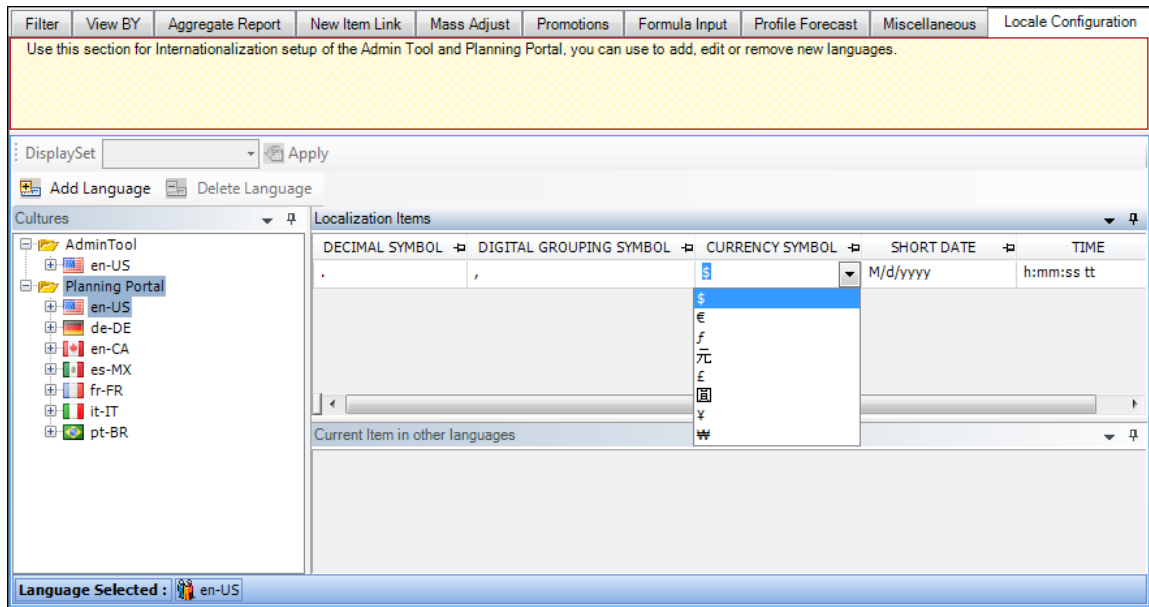 Filter View BY Aggregate Report New Item Link Mass Adjust Promotions Formula Input Profile Forecast Miscellaneous Locale Configuration
Use this section for Internationalization setup of the Admin Tool and Planning Portal, you can use to add, edit or remove new languages.
DisplaySet Apply
Add Language Delete Language
Cultures
AdminTool
en-US
Planning Portal
en-US
de-DE
en-CA
es-MX
fr-FR
it-IT
pt-BR
Localization Items
DECIMAL SYMBOL DIGITAL GROUPING SYMBOL CURRENCY SYMBOL SHORT DATE TIME
. , $ M/d/yyyy h:mm:ss tt
$
€
ƒ
元
£
圓
¥
₩
Current Item in other languages
Language Selected : en-US